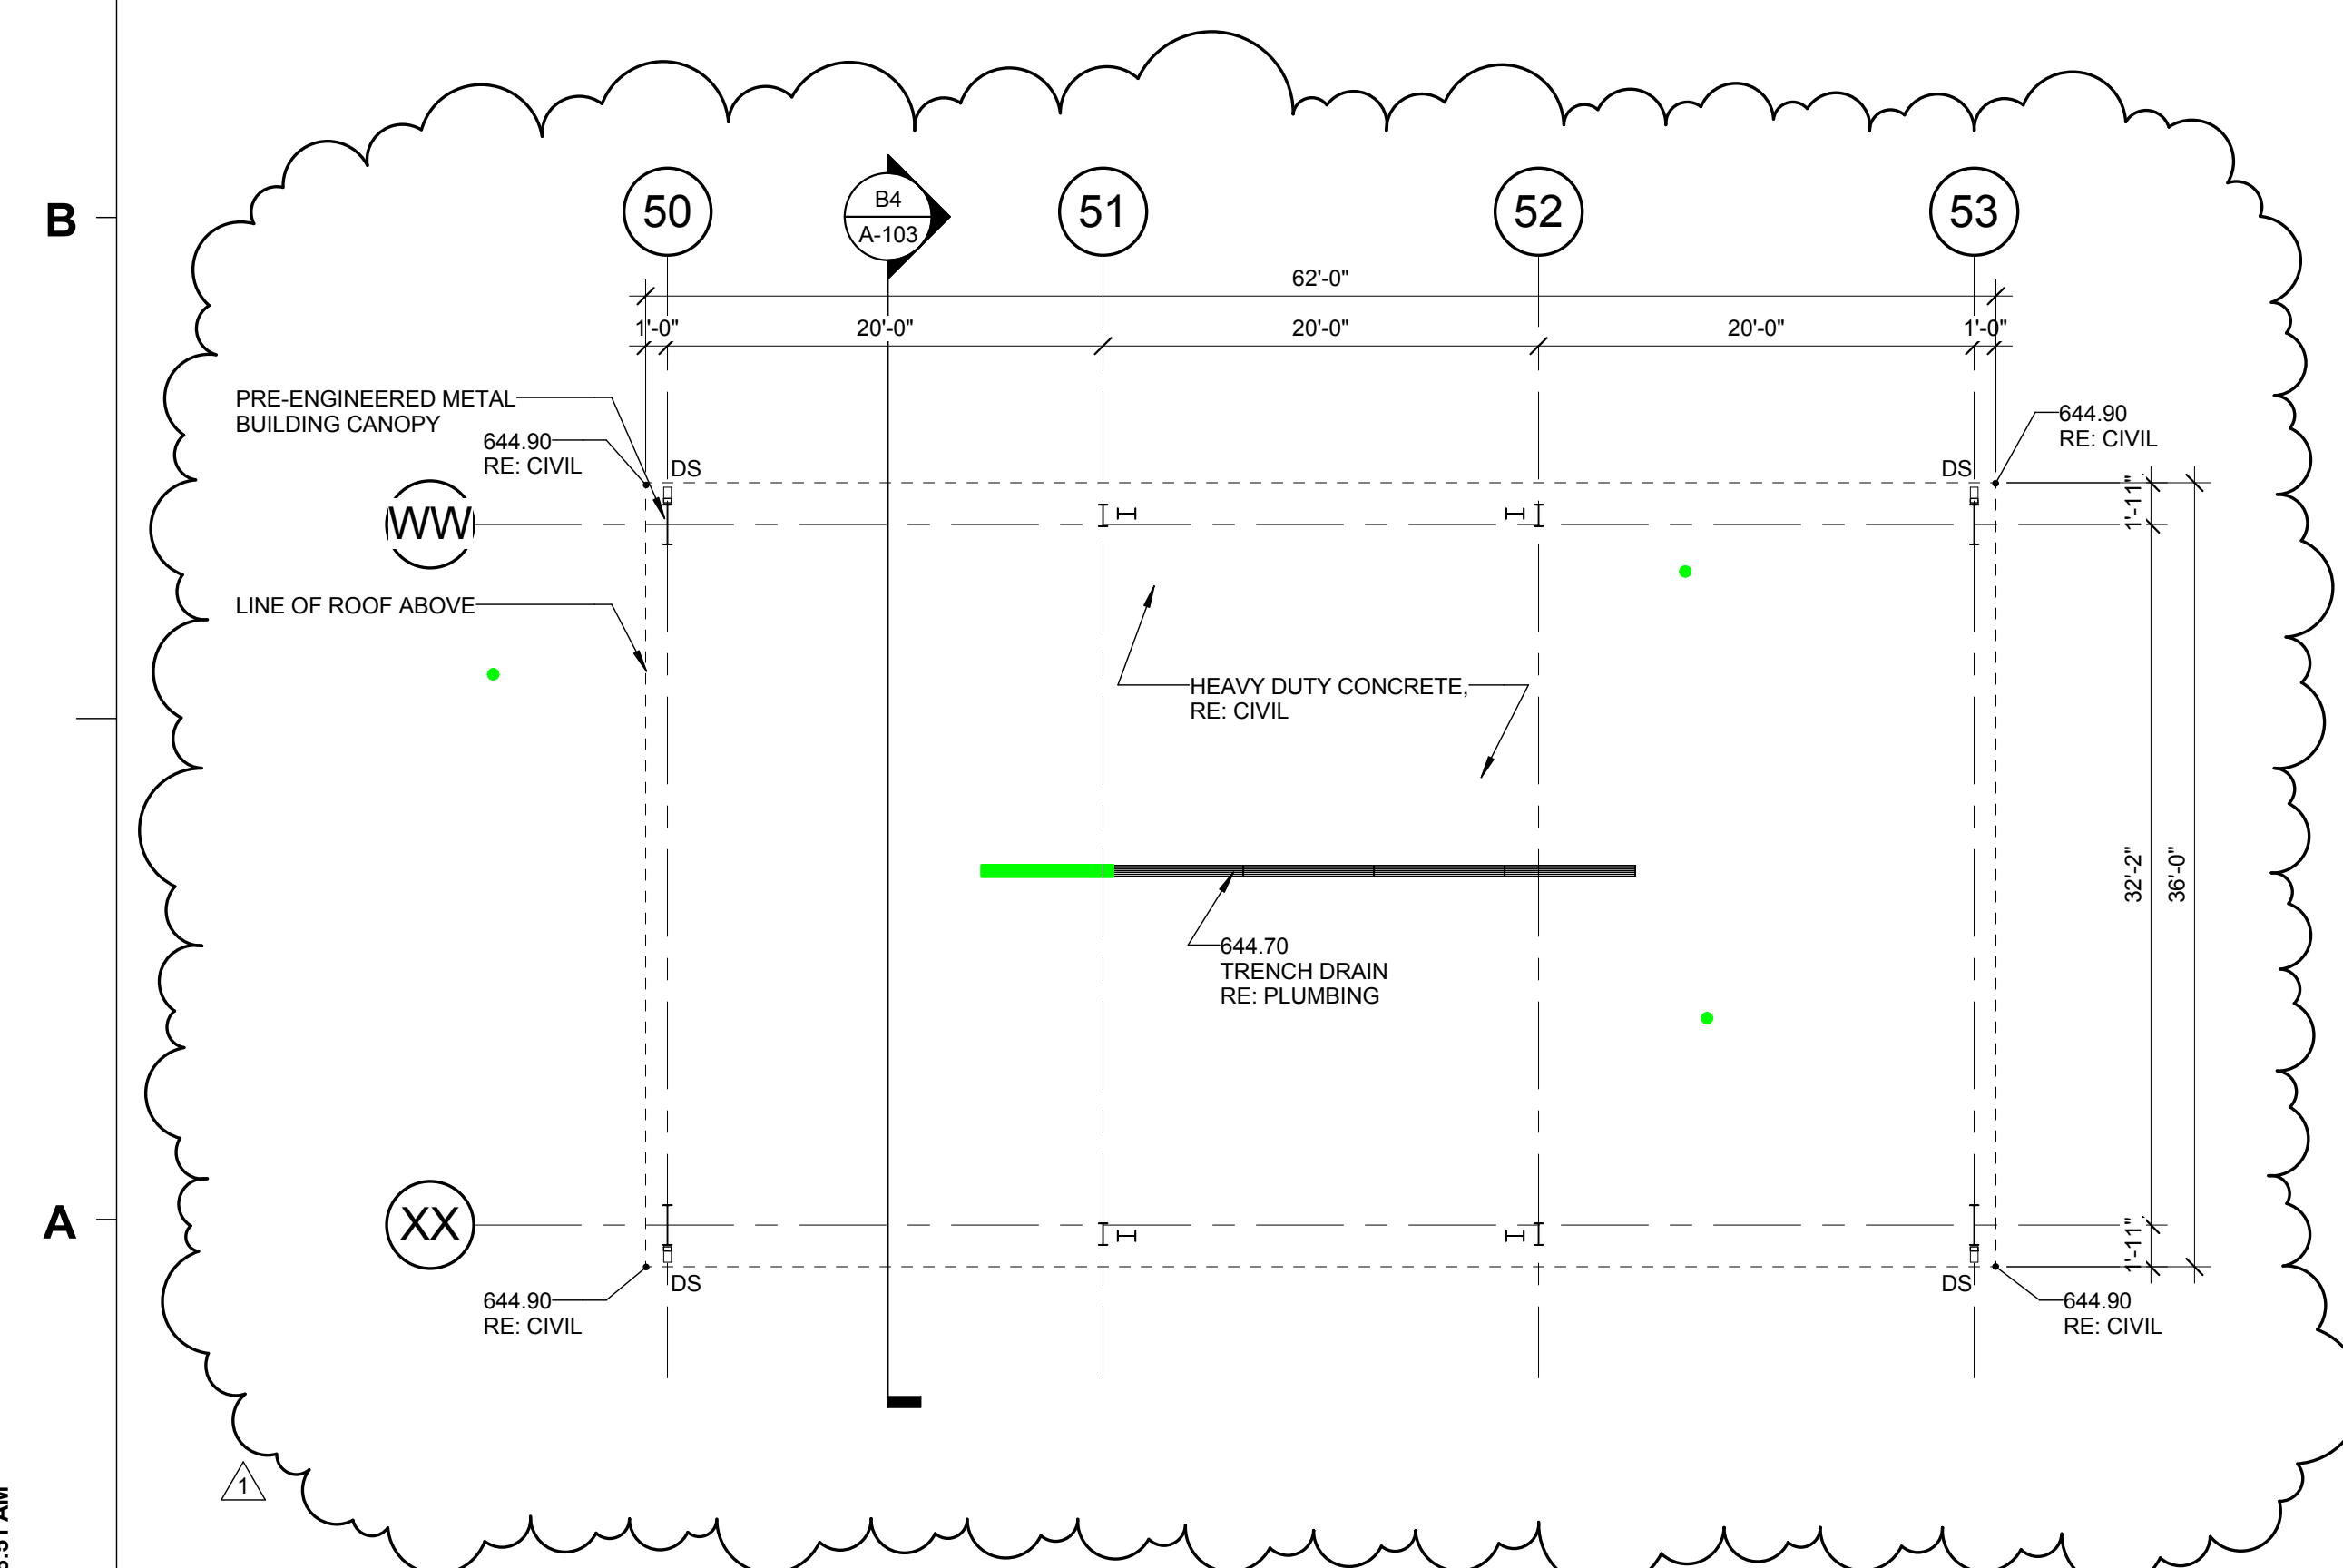 B
50
B4
A-103
51
52
53
62'-0"
1'-0"
20'-0"
20'-0"
20'-0"
1'-0"
PRE-ENGINEERED METAL
BUILDING CANOPY
644.90
RE: CIVIL
644.90
RE: CIVIL
DS
DS
1'-11"
WW
LINE OF ROOF ABOVE
HEAVY DUTY CONCRETE,
RE: CIVIL
32'-2"
36'-0"
644.70
TRENCH DRAIN
RE: PLUMBING
A
XX
1'-11"
DS
DS
644.90
RE: CIVIL
644.90
RE: CIVIL
1
AM